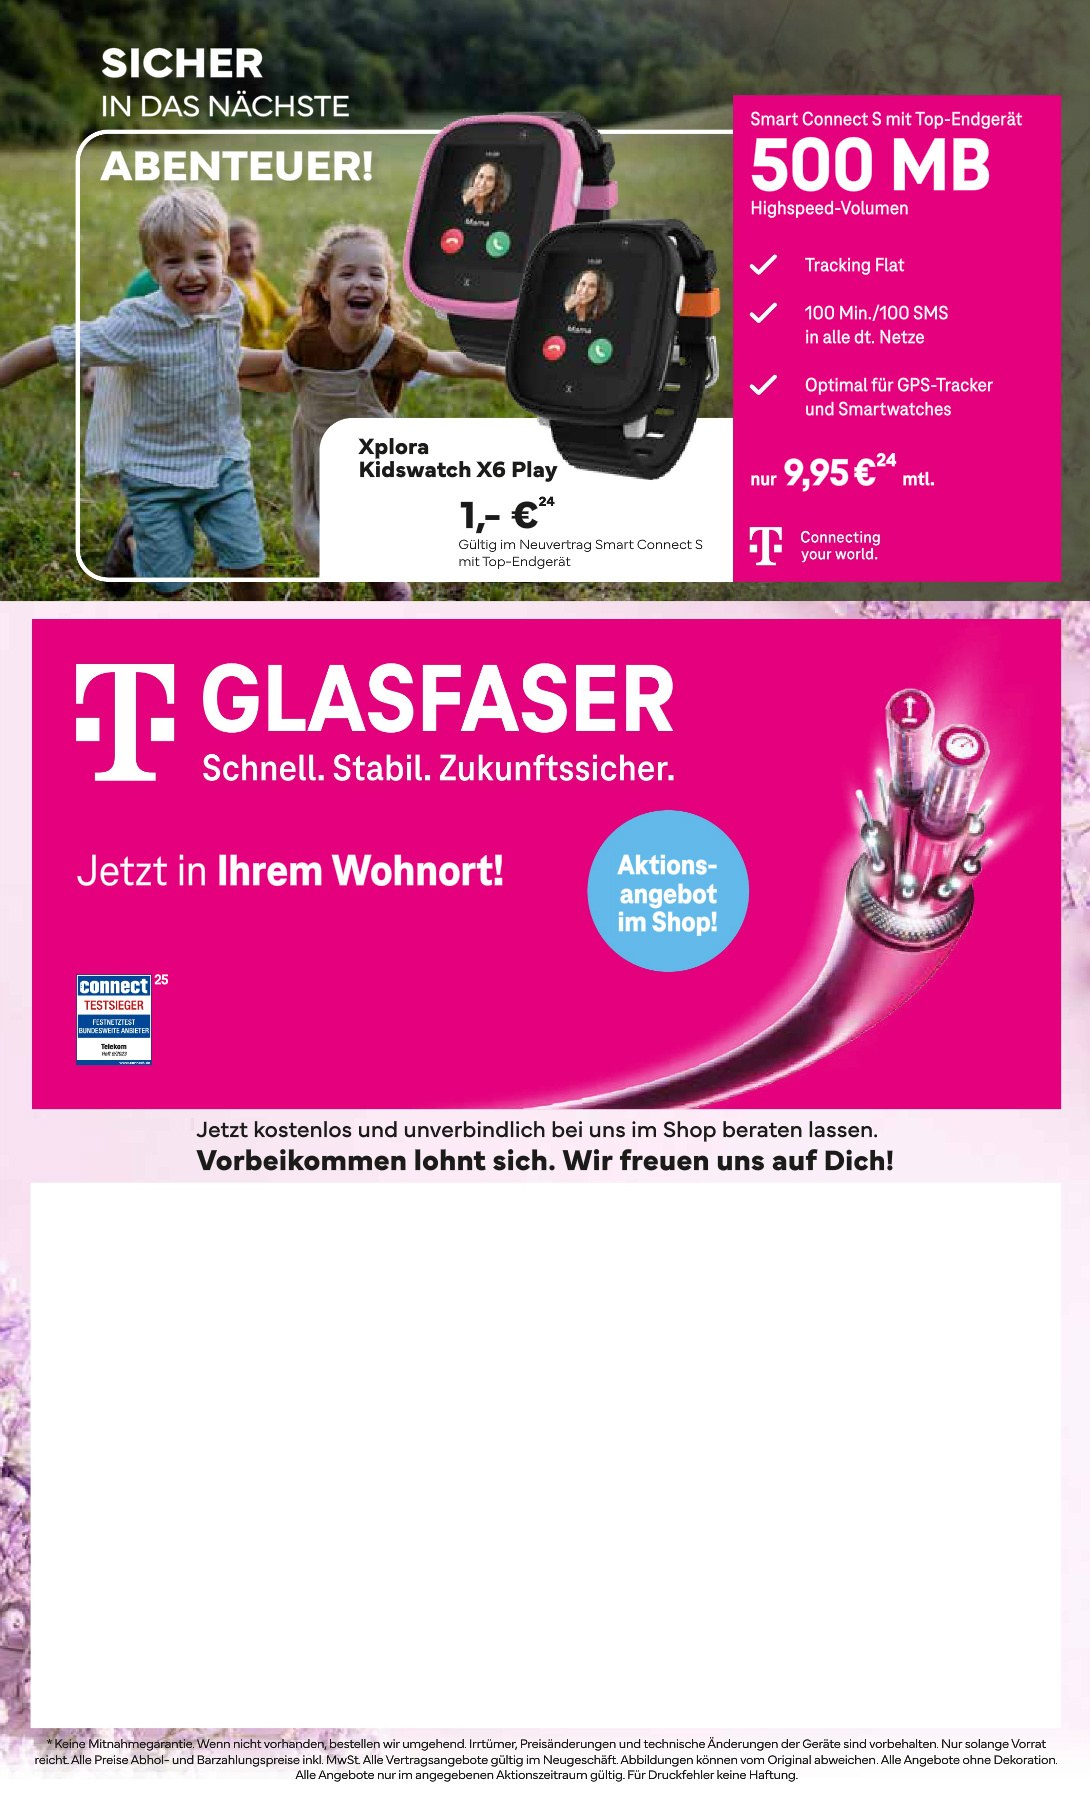 SICHER
IN DAS NÄCHSTE
ABENTEUER!
Mama
Mama
Xplora
Kidswatch X6 Play
1,- €24
Gültig im Neuvertrag Smart Connect S
mit Top-Endgerät
Smart Connect S mit Top-Endgerät
500 MB
Highspeed-Volumen
Tracking Flat
100 Min./100 SMS
in alle dt. Netze
Optimal für GPS-Tracker
und Smartwatches
nur 9,95 €24 mtl.
T Connecting
your world.
T GLASFASER
Schnell. Stabil. Zukunftssicher.
Jetzt in Ihrem Wohnort!
Aktions-
angebot
im Shop!
connect 25
TESTSIEGER
FESTNETZTEST
BUNDESWEITE ANBIETER
Telekom
Jetzt kostenlos und unverbindlich bei uns im Shop beraten lassen.
Vorbeikommen lohnt sich. Wir freuen uns auf Dich!
* Keine Mitnahmegarantie. Wenn nicht vorhanden, bestellen wir umgehend. Irrtümer, Preisänderungen und technische Änderungen der Geräte sind vorbehalten. Nur solange Vorrat
reicht. Alle Preise Abhol- und Barzahlungspreise inkl. MwSt. Alle Vertragsangebote gültig im Neugeschäft. Abbildungen können vom Original abweichen. Alle Angebote ohne Dekoration.
Alle Angebote nur im angegebenen Aktionszeitraum gültig. Für Druckfehler keine Haftung.